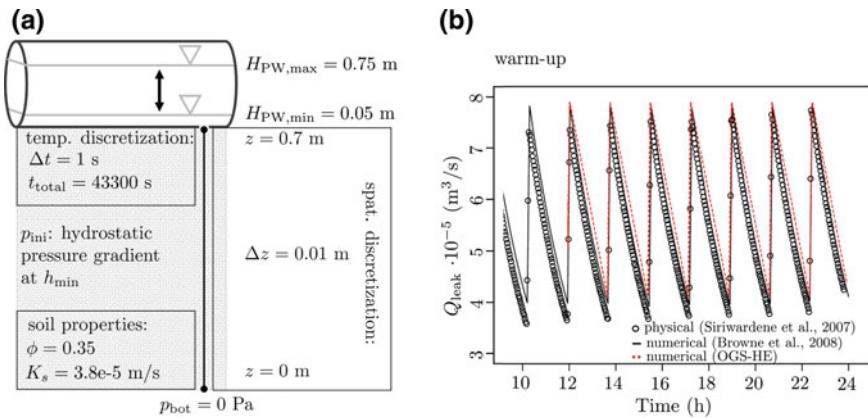 (a)
H_PW,max = 0.75 m
H_PW,min = 0.05 m
temp. discretization:
Δt = 1 s
t_total = 43300 s
z = 0.7 m
p_ini: hydrostatic
pressure gradient
at h_min
Δz = 0.01 m
spat. discretization:
soil properties:
ϕ = 0.35
K_s = 3.8e-5 m/s
z = 0 m
p_bot = 0 Pa
(b)
warm-up
Q_leak ·10⁻⁵ (m³/s)
8
7
6
5
4
3
physical (Siriwardene et al., 2007)
numerical (Browne et al., 2008)
numerical (OGS-HE)
10 12 14 16 18 20 22 24
Time (h)